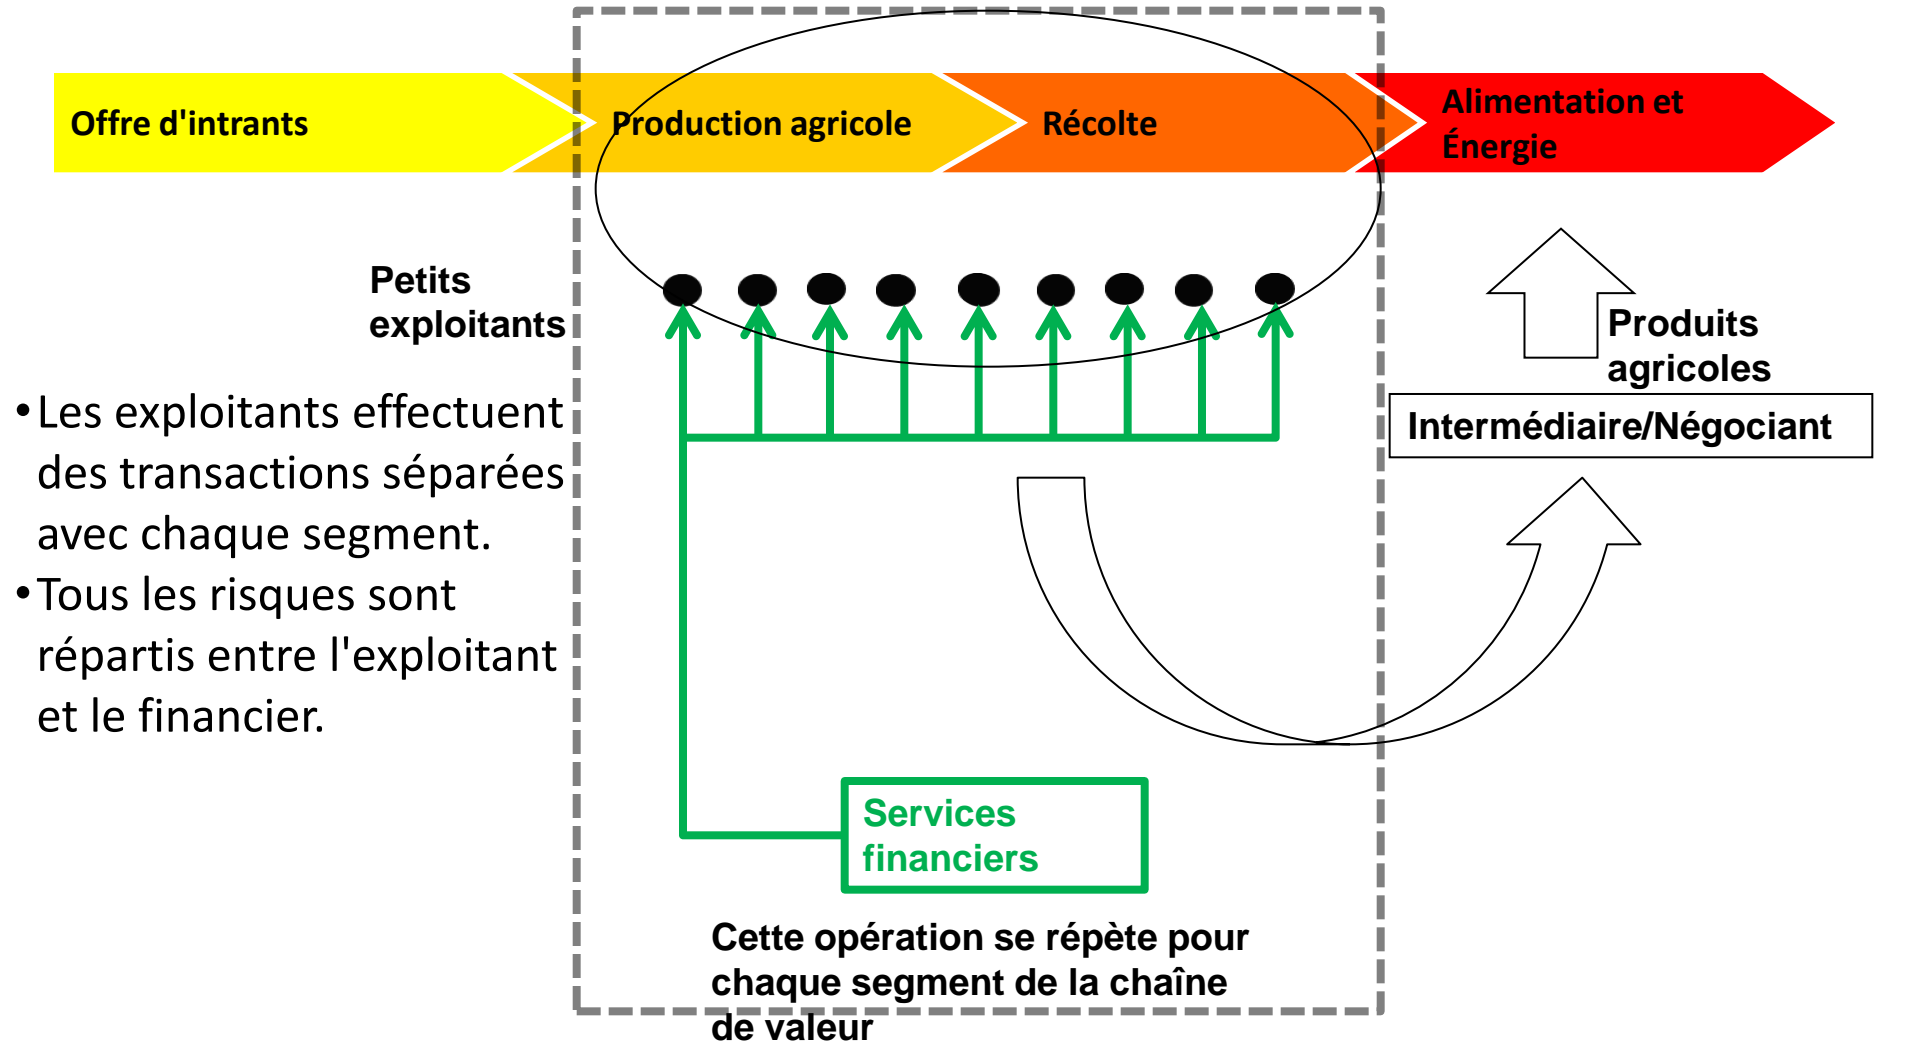 Offre d'intrants
Production agricole
Récolte
Alimentation et
Énergie
Petits
exploitants
Produits
agricoles
Intermédiaire/Négociant
•Les exploitants effectuent
des transactions séparées
avec chaque segment.
•Tous les risques sont
répartis entre l'exploitant
et le financier.
Services
financiers
Cette opération se répète pour
chaque segment de la chaîne
de valeur